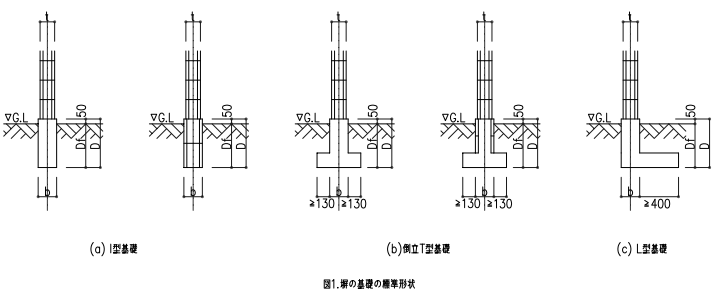 t
t
t
t
t
▽G.L
50
Df
D
▽G.L
50
Df
D
▽G.L
50
Df
D
▽G.L
50
Df
D
▽G.L
50
Df
D
b
b
b
≧130 ≧130
b
≧130 ≧130
b
≧400
(a) I型基礎
(b)倒立T型基礎
(c) L型基礎
図1.塀の基礎の標準形状